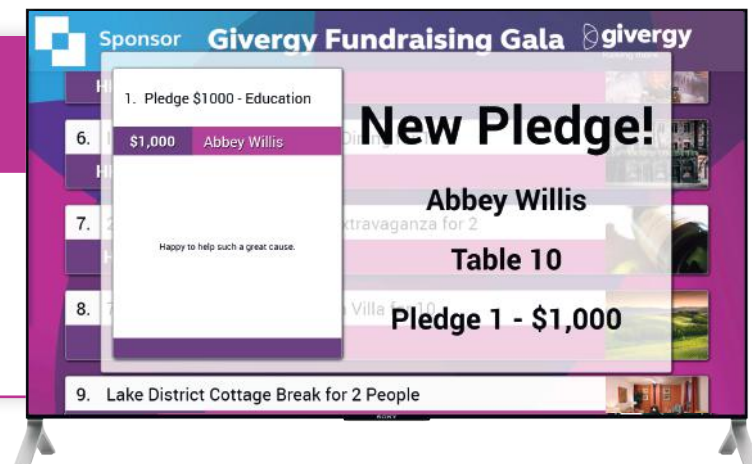 Sponsor Givergy Fundraising Gala givergy
1. Pledge $1000 - Education
$1,000 Abbey Willis
Happy to help such a great cause.
New Pledge!
Abbey Willis
Table 10
Pledge 1 - $1,000
6.
7. xtravaganza for 2
8. Villa for 10
9. Lake District Cottage Break for 2 People
SONY